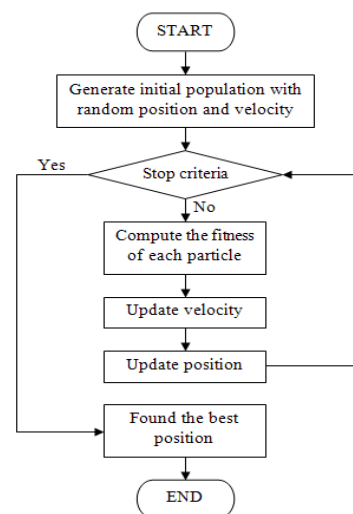 START
Generate initial population with
random position and velocity
Yes
Stop criteria
No
Compute the fitness
of each particle
Update velocity
Update position
Found the best
position
END